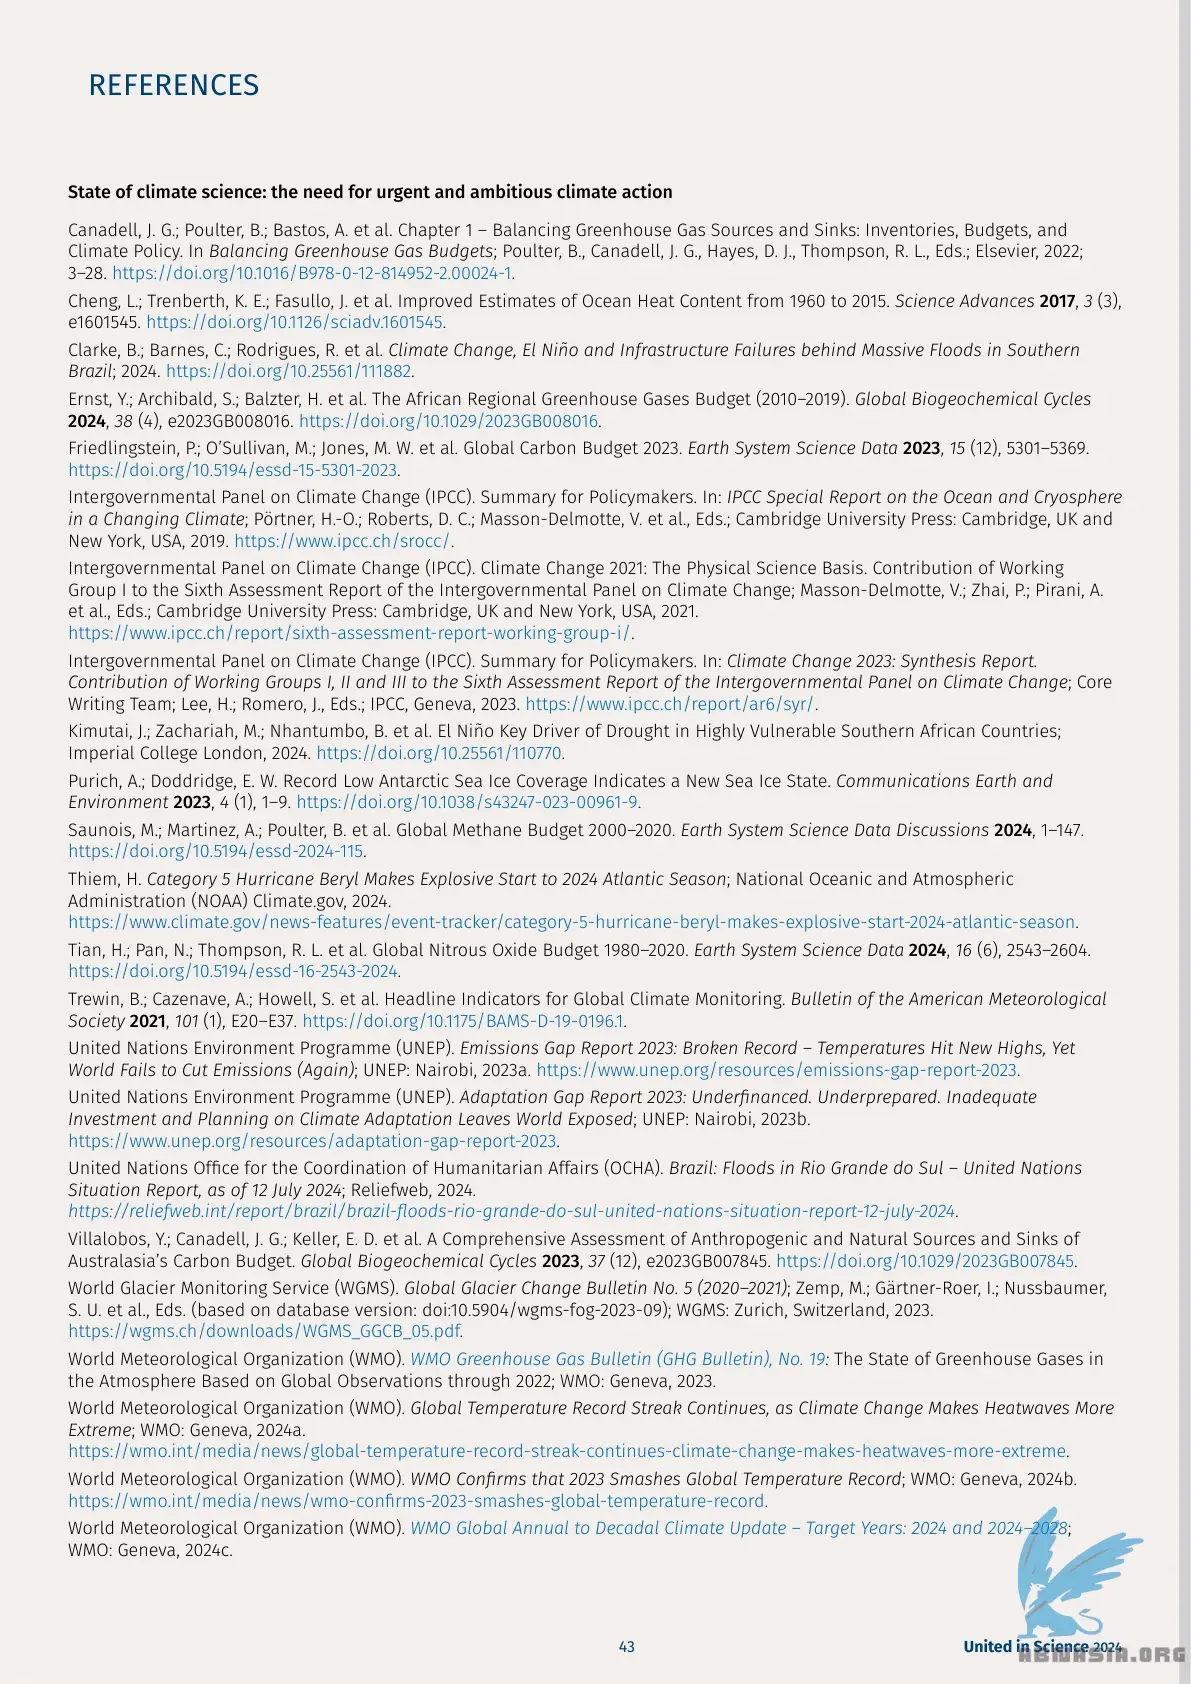 REFERENCES
State of climate science: the need for urgent and ambitious climate action
Canadell, J. G.; Poulter, B.; Bastos, A. et al. Chapter 1 – Balancing Greenhouse Gas Sources and Sinks: Inventories, Budgets, and
Climate Policy. In Balancing Greenhouse Gas Budgets; Poulter, B., Canadell, J. G., Hayes, D. J., Thompson, R. L., Eds.; Elsevier, 2022;
3–28. https://doi.org/10.1016/B978-0-12-814952-2.00024-1.
Cheng, L.; Trenberth, K. E.; Fasullo, J. et al. Improved Estimates of Ocean Heat Content from 1960 to 2015. Science Advances 2017, 3 (3),
e1601545. https://doi.org/10.1126/sciadv.1601545.
Clarke, B.; Barnes, C.; Rodrigues, R. et al. Climate Change, El Niño and Infrastructure Failures behind Massive Floods in Southern
Brazil; 2024. https://doi.org/10.25561/111882.
Ernst, Y.; Archibald, S.; Balzter, H. et al. The African Regional Greenhouse Gases Budget (2010–2019). Global Biogeochemical Cycles
2024, 38 (4), e2023GB008016. https://doi.org/10.1029/2023GB008016.
Friedlingstein, P.; O’Sullivan, M.; Jones, M. W. et al. Global Carbon Budget 2023. Earth System Science Data 2023, 15 (12), 5301–5369.
https://doi.org/10.5194/essd-15-5301-2023.
Intergovernmental Panel on Climate Change (IPCC). Summary for Policymakers. In: IPCC Special Report on the Ocean and Cryosphere
in a Changing Climate; Pörtner, H.-O.; Roberts, D. C.; Masson-Delmotte, V. et al., Eds.; Cambridge University Press: Cambridge, UK and
New York, USA, 2019. https://www.ipcc.ch/srocc/.
Intergovernmental Panel on Climate Change (IPCC). Climate Change 2021: The Physical Science Basis. Contribution of Working
Group I to the Sixth Assessment Report of the Intergovernmental Panel on Climate Change; Masson-Delmotte, V.; Zhai, P.; Pirani, A.
et al., Eds.; Cambridge University Press: Cambridge, UK and New York, USA, 2021.
https://www.ipcc.ch/report/sixth-assessment-report-working-group-i/.
Intergovernmental Panel on Climate Change (IPCC). Summary for Policymakers. In: Climate Change 2023: Synthesis Report.
Contribution of Working Groups I, II and III to the Sixth Assessment Report of the Intergovernmental Panel on Climate Change; Core
Writing Team; Lee, H.; Romero, J., Eds.; IPCC, Geneva, 2023. https://www.ipcc.ch/report/ar6/syr/.
Kimutai, J.; Zachariah, M.; Nhantumbo, B. et al. El Niño Key Driver of Drought in Highly Vulnerable Southern African Countries;
Imperial College London, 2024. https://doi.org/10.25561/110770.
Purich, A.; Doddridge, E. W. Record Low Antarctic Sea Ice Coverage Indicates a New Sea Ice State. Communications Earth and
Environment 2023, 4 (1), 1–9. https://doi.org/10.1038/s43247-023-00961-9.
Saunois, M.; Martinez, A.; Poulter, B. et al. Global Methane Budget 2000–2020. Earth System Science Data Discussions 2024, 1–147.
https://doi.org/10.5194/essd-2024-115.
Thiem, H. Category 5 Hurricane Beryl Makes Explosive Start to 2024 Atlantic Season; National Oceanic and Atmospheric
Administration (NOAA) Climate.gov, 2024.
https://www.climate.gov/news-features/event-tracker/category-5-hurricane-beryl-makes-explosive-start-2024-atlantic-season.
Tian, H.; Pan, N.; Thompson, R. L. et al. Global Nitrous Oxide Budget 1980–2020. Earth System Science Data 2024, 16 (6), 2543–2604.
https://doi.org/10.5194/essd-16-2543-2024.
Trewin, B.; Cazenave, A.; Howell, S. et al. Headline Indicators for Global Climate Monitoring. Bulletin of the American Meteorological
Society 2021, 101 (1), E20–E37. https://doi.org/10.1175/BAMS-D-19-0196.1.
United Nations Environment Programme (UNEP). Emissions Gap Report 2023: Broken Record – Temperatures Hit New Highs, Yet
World Fails to Cut Emissions (Again); UNEP: Nairobi, 2023a. https://www.unep.org/resources/emissions-gap-report-2023.
United Nations Environment Programme (UNEP). Adaptation Gap Report 2023: Underfinanced. Underprepared. Inadequate
Investment and Planning on Climate Adaptation Leaves World Exposed; UNEP: Nairobi, 2023b.
https://www.unep.org/resources/adaptation-gap-report-2023.
United Nations Office for the Coordination of Humanitarian Affairs (OCHA). Brazil: Floods in Rio Grande do Sul – United Nations
Situation Report, as of 12 July 2024; Reliefweb, 2024.
https://reliefweb.int/report/brazil/brazil-floods-rio-grande-do-sul-united-nations-situation-report-12-july-2024.
Villalobos, Y.; Canadell, J. G.; Keller, E. D. et al. A Comprehensive Assessment of Anthropogenic and Natural Sources and Sinks of
Australasia’s Carbon Budget. Global Biogeochemical Cycles 2023, 37 (12), e2023GB007845. https://doi.org/10.1029/2023GB007845.
World Glacier Monitoring Service (WGMS). Global Glacier Change Bulletin No. 5 (2020–2021); Zemp, M.; Gärtner-Roer, I.; Nussbaumer,
S. U. et al., Eds. (based on database version: doi:10.5904/wgms-fog-2023-09); WGMS: Zurich, Switzerland, 2023.
https://wgms.ch/downloads/WGMS_GGCB_05.pdf.
World Meteorological Organization (WMO). WMO Greenhouse Gas Bulletin (GHG Bulletin), No. 19: The State of Greenhouse Gases in
the Atmosphere Based on Global Observations through 2022; WMO: Geneva, 2023.
World Meteorological Organization (WMO). Global Temperature Record Streak Continues, as Climate Change Makes Heatwaves More
Extreme; WMO: Geneva, 2024a.
https://wmo.int/media/news/global-temperature-record-streak-continues-climate-change-makes-heatwaves-more-extreme.
World Meteorological Organization (WMO). WMO Confirms that 2023 Smashes Global Temperature Record; WMO: Geneva, 2024b.
https://wmo.int/media/news/wmo-confirms-2023-smashes-global-temperature-record.
World Meteorological Organization (WMO). WMO Global Annual to Decadal Climate Update – Target Years: 2024 and 2024–2028;
WMO: Geneva, 2024c.
43
United in Science 2024
ABINASIA.ORG